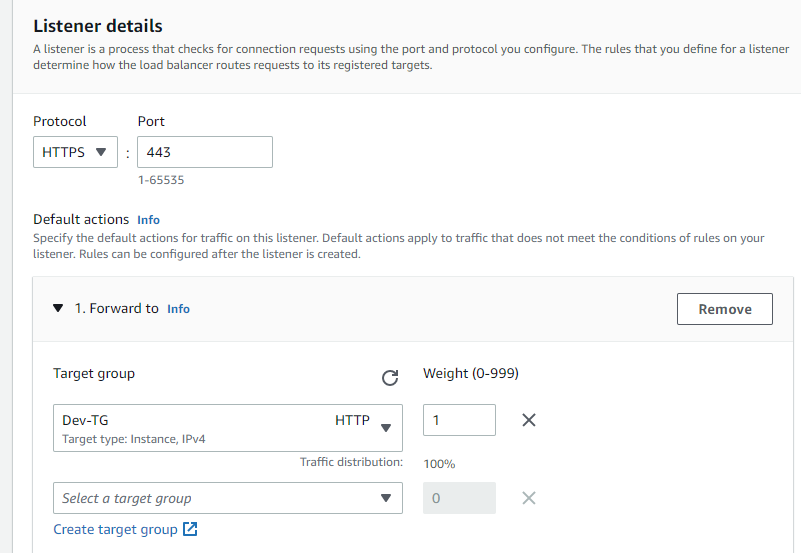 Listener details
A listener is a process that checks for connection requests using the port and protocol you configure. The rules that you define for a listener
determine how the load balancer routes requests to its registered targets.
Protocol Port
HTTPS : 443
1-65535
Default actions Info
Specify the default actions for traffic on this listener. Default actions apply to traffic that does not meet the conditions of rules on your
listener. Rules can be configured after the listener is created.
1. Forward to Info Remove
Target group Weight (0-999)
Dev-TG HTTP 1
Target type: Instance, IPv4
Traffic distribution: 100%
Select a target group 0
Create target group